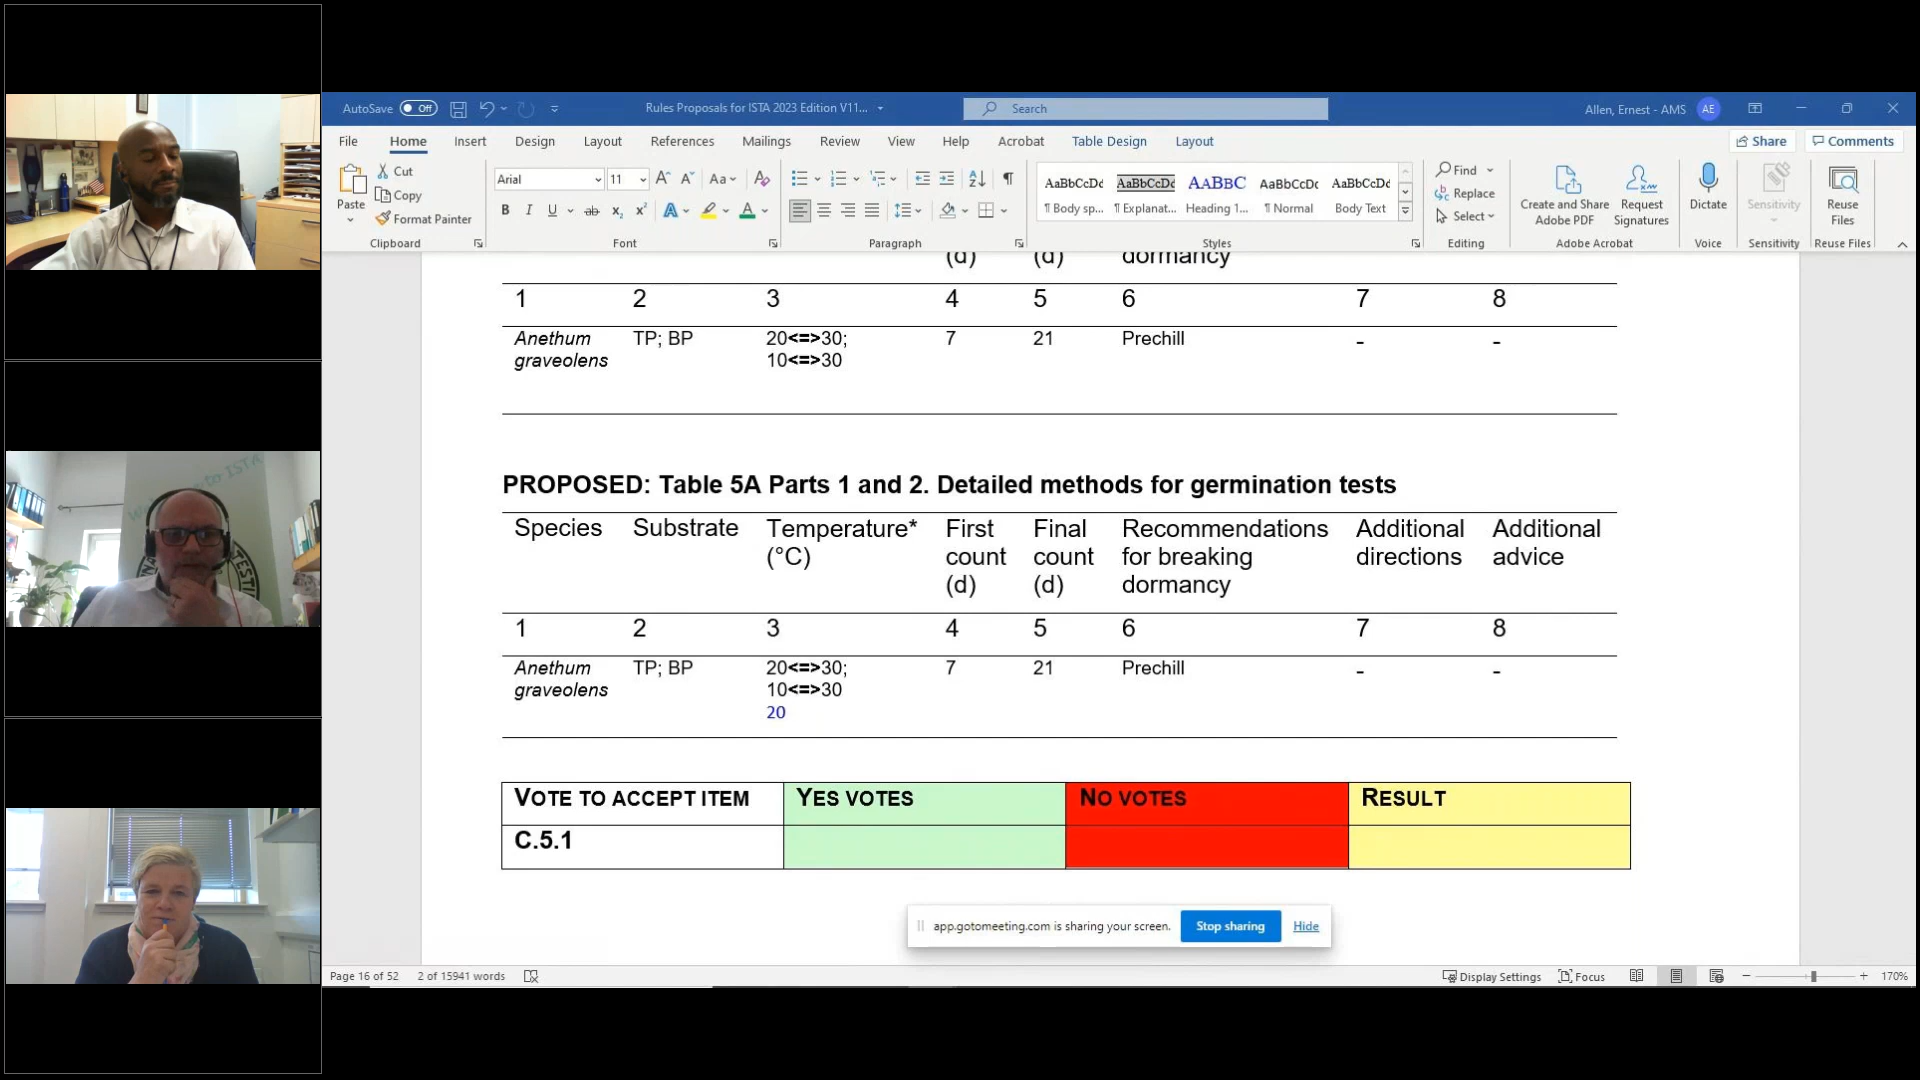 AutoSave Off
Rules Proposals for ISTA 2023 Edition V11...
Search
Allen, Ernest - AMS AE
File Home Insert Design Layout References Mailings Review View Help Acrobat Table Design Layout
Share Comments
Paste
Cut
Copy
Format Painter
Arial 11
Aa
B I U ab x₂ x² A A
AaBbCcDd AaBbCcDd AABBC AaBbCcDc AaBbCcDd
¶ Body sp... ¶ Explanat... Heading 1... ¶ Normal Body Text
Find
Replace
Select
Create and Share
Adobe PDF
Request
Signatures
Dictate
Sensitivity
Reuse
Files
Clipboard Font Paragraph Styles Editing Adobe Acrobat Voice Sensitivity Reuse Files
(d) (d) dormancy
1 2 3 4 5 6 7 8
Anethum TP; BP 20<=>30; 7 21 Prechill - -
graveolens 10<=>30
PROPOSED: Table 5A Parts 1 and 2. Detailed methods for germination tests
Species Substrate Temperature* First Final Recommendations Additional Additional
(°C) count count for breaking directions advice
(d) (d) dormancy
1 2 3 4 5 6 7 8
Anethum TP; BP 20<=>30; 7 21 Prechill - -
graveolens 10<=>30
20
VOTE TO ACCEPT ITEM YES VOTES NO VOTES RESULT
C.5.1
app.gotomeeting.com is sharing your screen. Stop sharing Hide
Page 16 of 52 2 of 15941 words
Display Settings Focus 170%